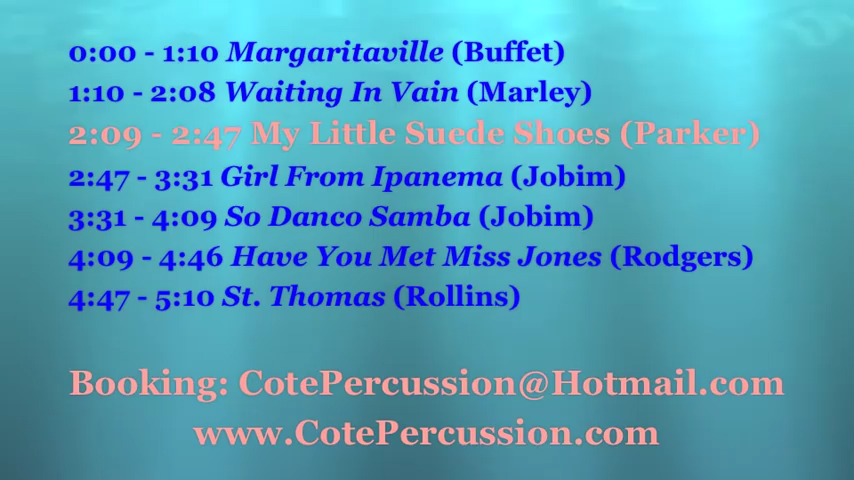 0:00 - 1:10 Margaritaville (Buffet)
1:10 - 2:08 Waiting In Vain (Marley)
2:09 - 2:47 My Little Suede Shoes (Parker)
2:47 - 3:31 Girl From Ipanema (Jobim)
3:31 - 4:09 So Danco Samba (Jobim)
4:09 - 4:46 Have You Met Miss Jones (Rodgers)
4:47 - 5:10 St. Thomas (Rollins)
Booking: CotePercussion@Hotmail.com
www.CotePercussion.com